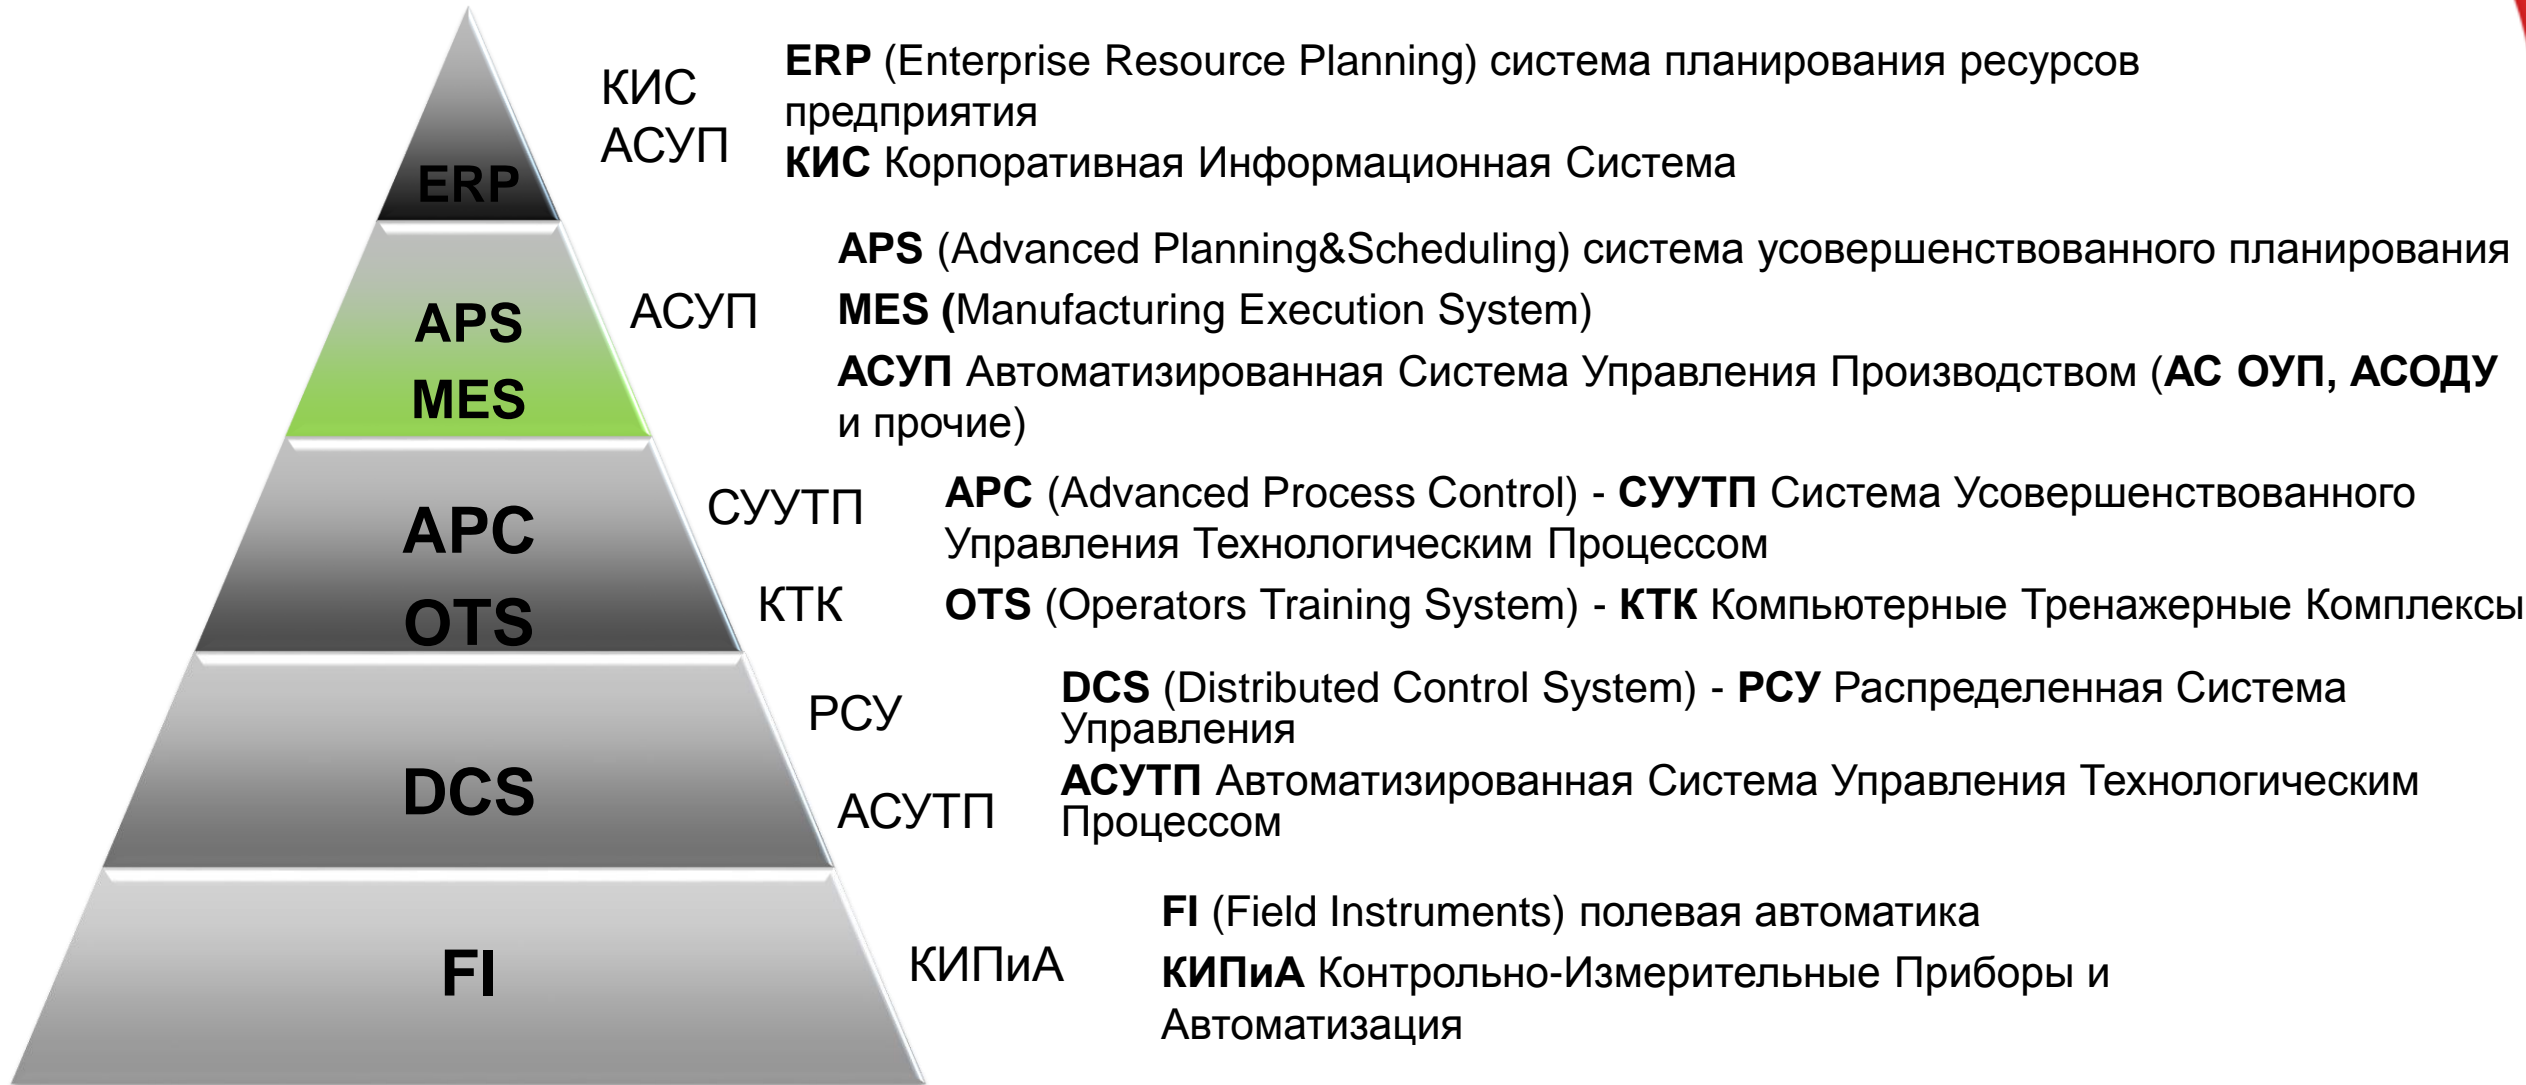 ERP
КИС
АСУП
ERP (Enterprise Resource Planning) система планирования ресурсов
предприятия
КИС Корпоративная Информационная Система
APS
MES
АСУП
APS (Advanced Planning&Scheduling) система усовершенствованного планирования
MES (Manufacturing Execution System)
АСУП Автоматизированная Система Управления Производством (АС ОУП, АСОДУ
и прочие)
APC
OTS
СУУТП
КТК
APC (Advanced Process Control) - СУУТП Система Усовершенствованного
Управления Технологическим Процессом
OTS (Operators Training System) - КТК Компьютерные Тренажерные Комплексы
DCS
РСУ
АСУТП
DCS (Distributed Control System) - РСУ Распределенная Система
Управления
АСУТП Автоматизированная Система Управления Технологическим
Процессом
FI
КИПиА
FI (Field Instruments) полевая автоматика
КИПиА Контрольно-Измерительные Приборы и
Автоматизация